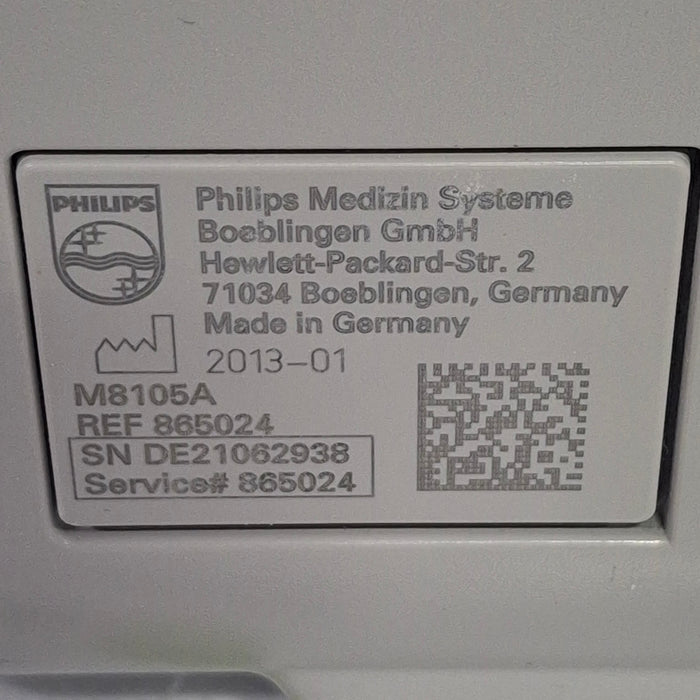 PHILIPS
Philips Medizin Systeme
Boeblingen GmbH
Hewlett-Packard-Str. 2
71034 Boeblingen, Germany
Made in Germany
2013-01
M8105A
REF 865024
SN DE21062938
Service# 865024